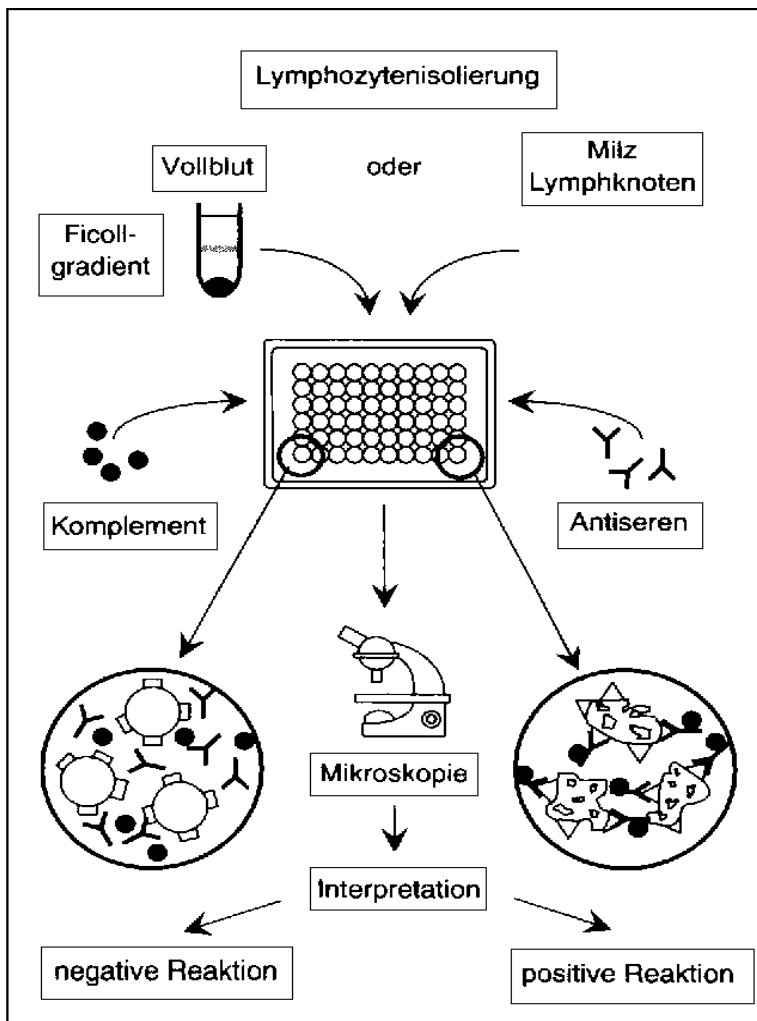 Lymphozytenisolierung
Vollblut
oder
Milz
Lymphknoten
Ficoll-
gradient
Komplement
Antiseren
Mikroskopie
Interpretation
negative Reaktion
positive Reaktion